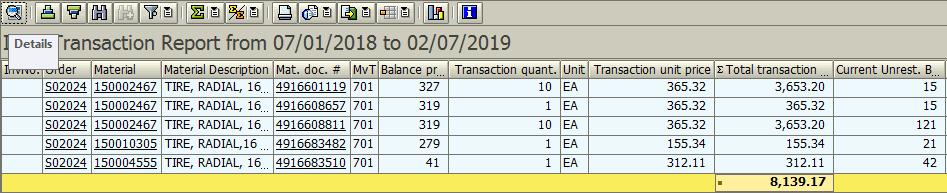 I Transaction Report from 07/01/2018 to 02/07/2019
Details
InvNo. Order Material Material Description Mat. doc. # MvT Balance pr... Transaction quant. Unit Transaction unit price Σ Total transaction ... Current Unrest. B...
S02024 150002467 TIRE, RADIAL, 16... 4916601119 701 327 10 EA 365.32 3,653.20 15
S02024 150002467 TIRE, RADIAL, 16... 4916608657 701 319 1 EA 365.32 365.32 15
S02024 150002467 TIRE, RADIAL, 16... 4916608811 701 319 10 EA 365.32 3,653.20 121
S02024 150010305 TIRE, RADIAL,16 ... 4916683482 701 279 1 EA 155.34 155.34 21
S02024 150004555 TIRE, RADIAL, 16... 4916683510 701 41 1 EA 312.11 312.11 42
8,139.17